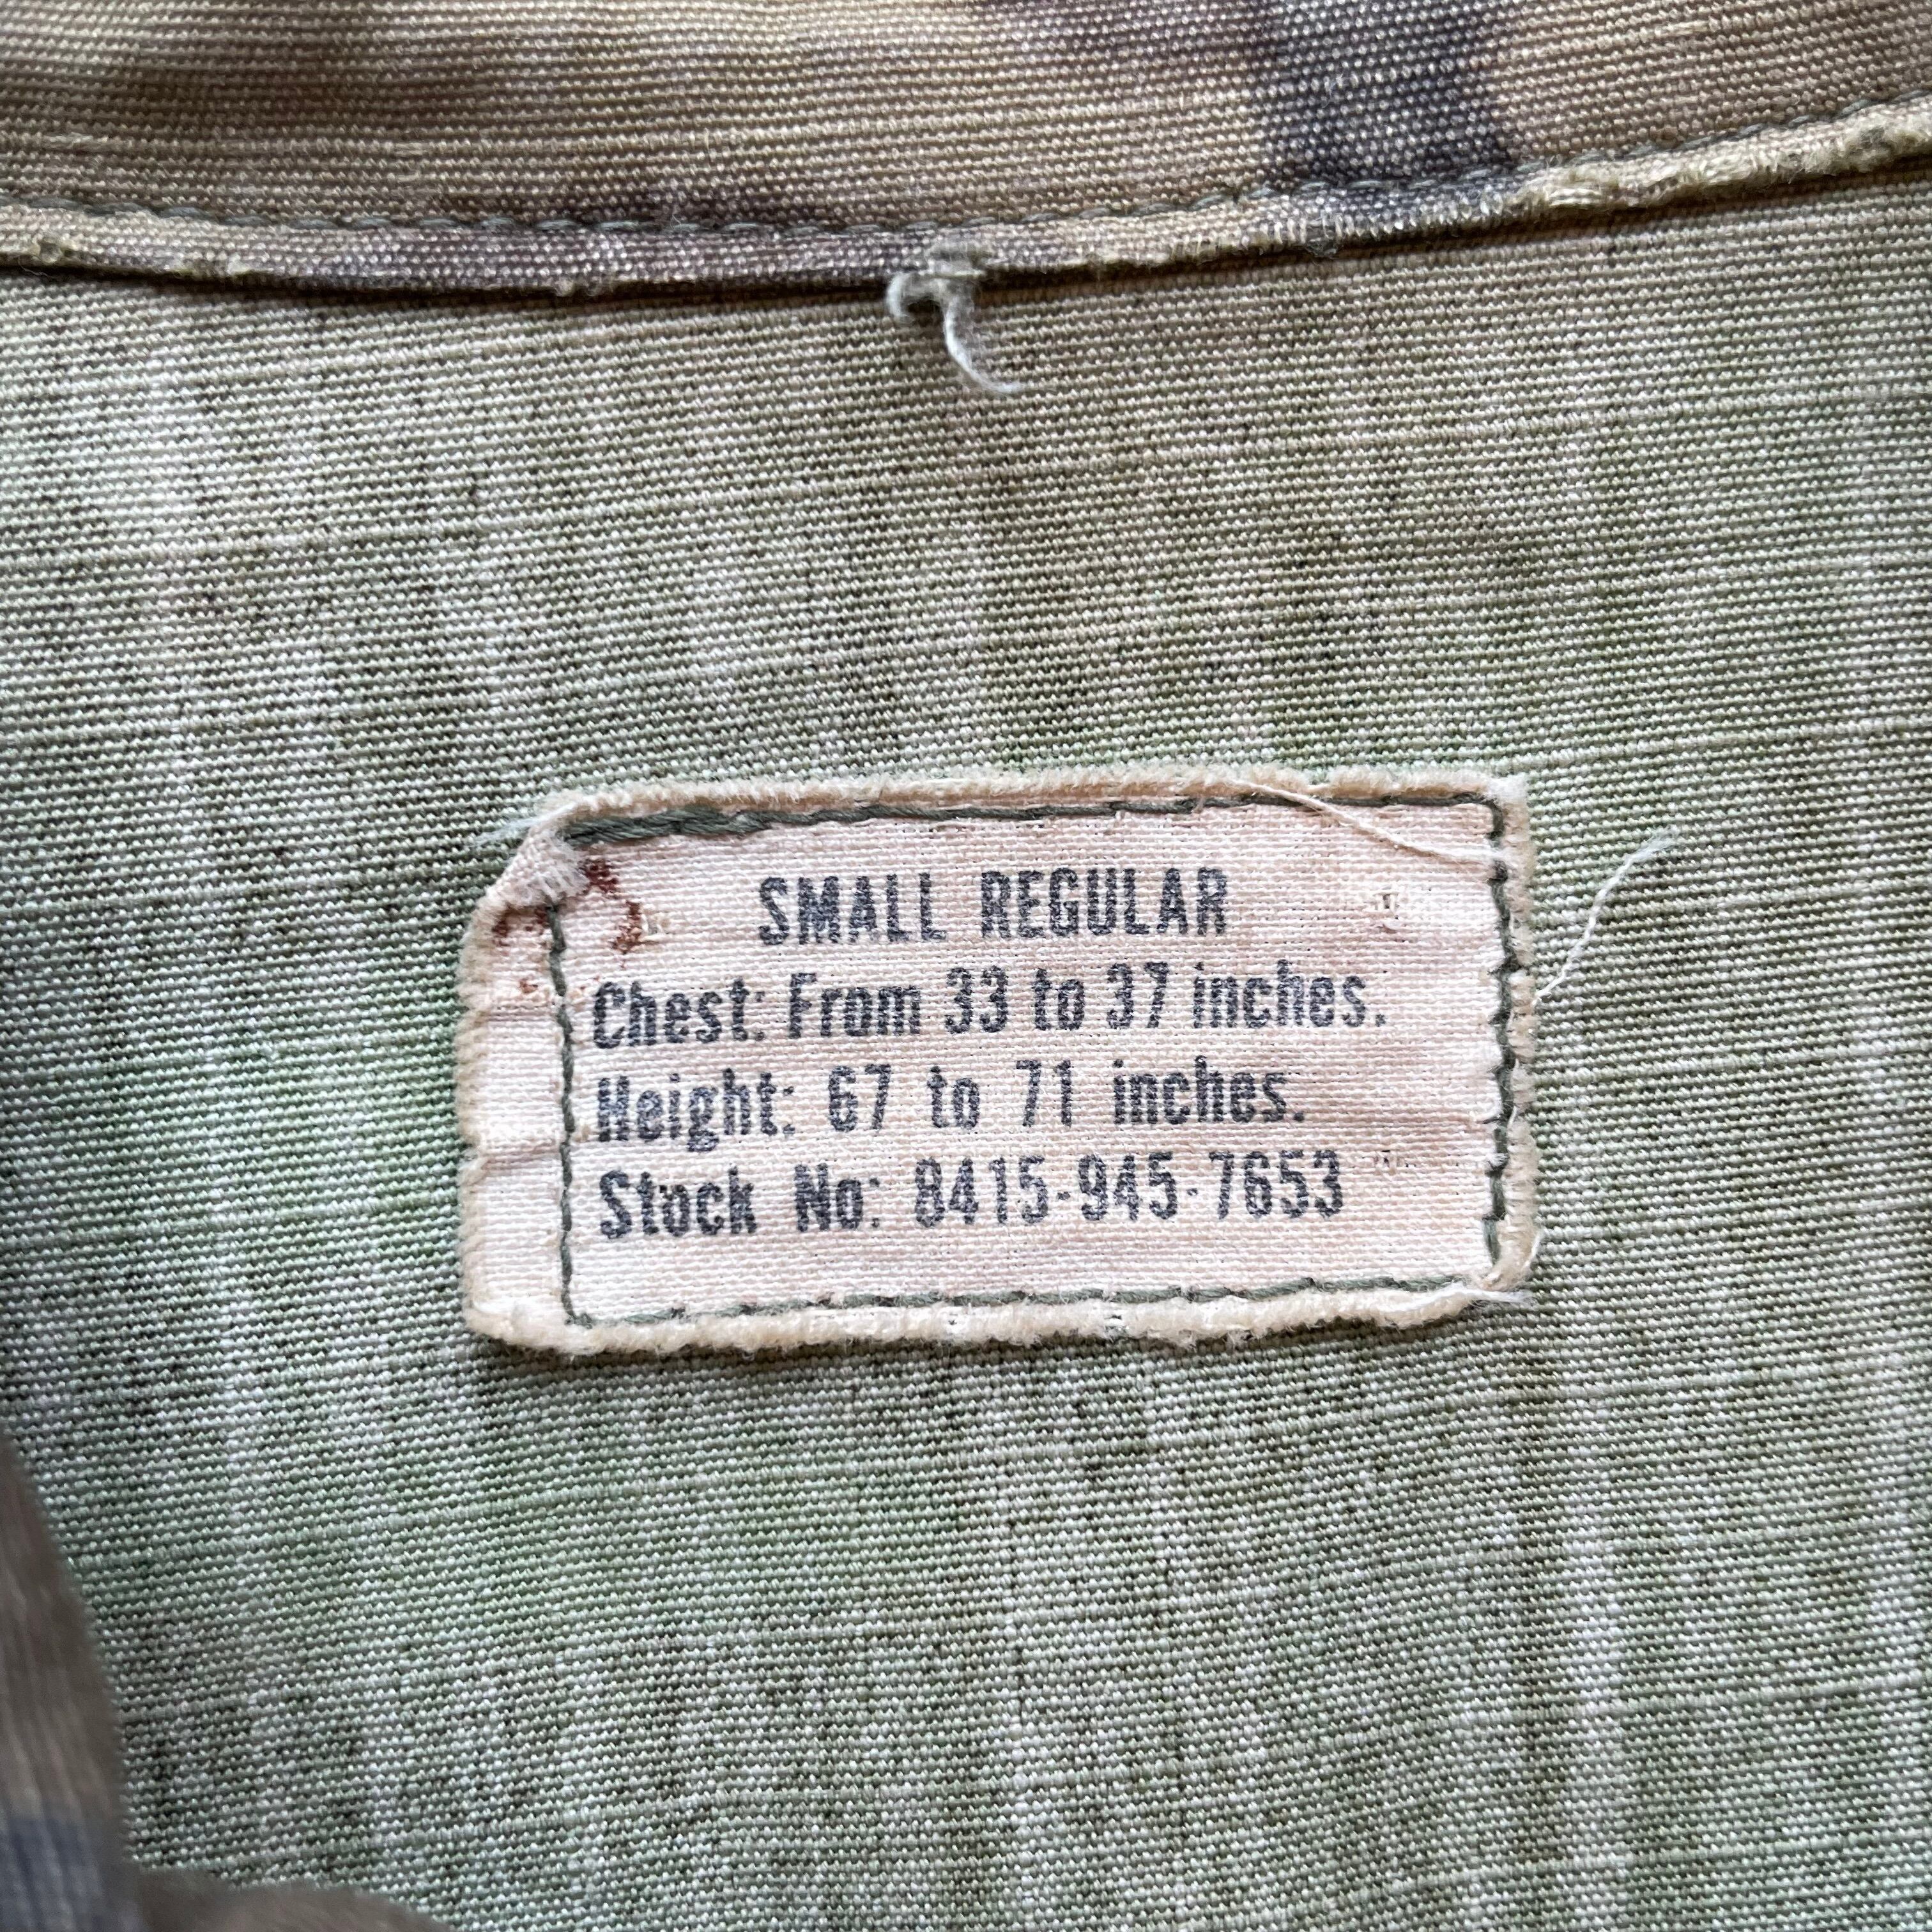 SMALL REGULAR
Chest: From 33 to 37 inches.
Height: 67 to 71 inches.
Stock No: 8415-945-7653